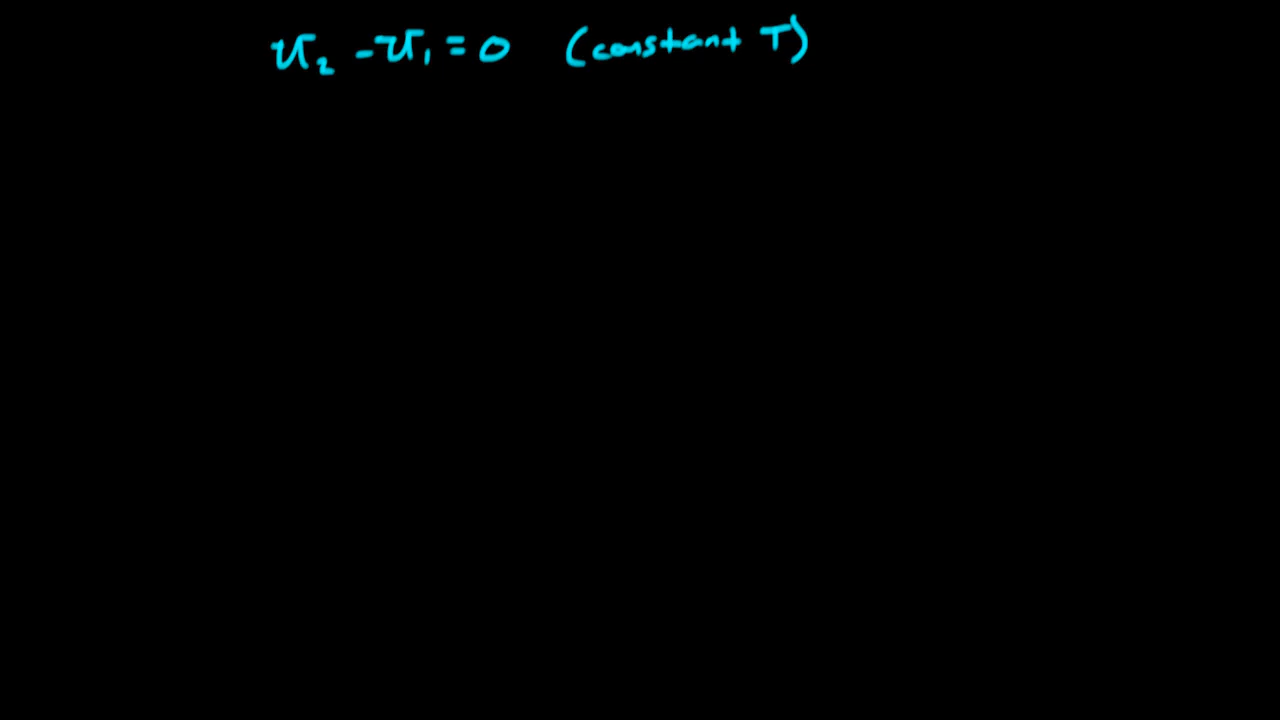 U₂ - U₁ = 0 (constant T)